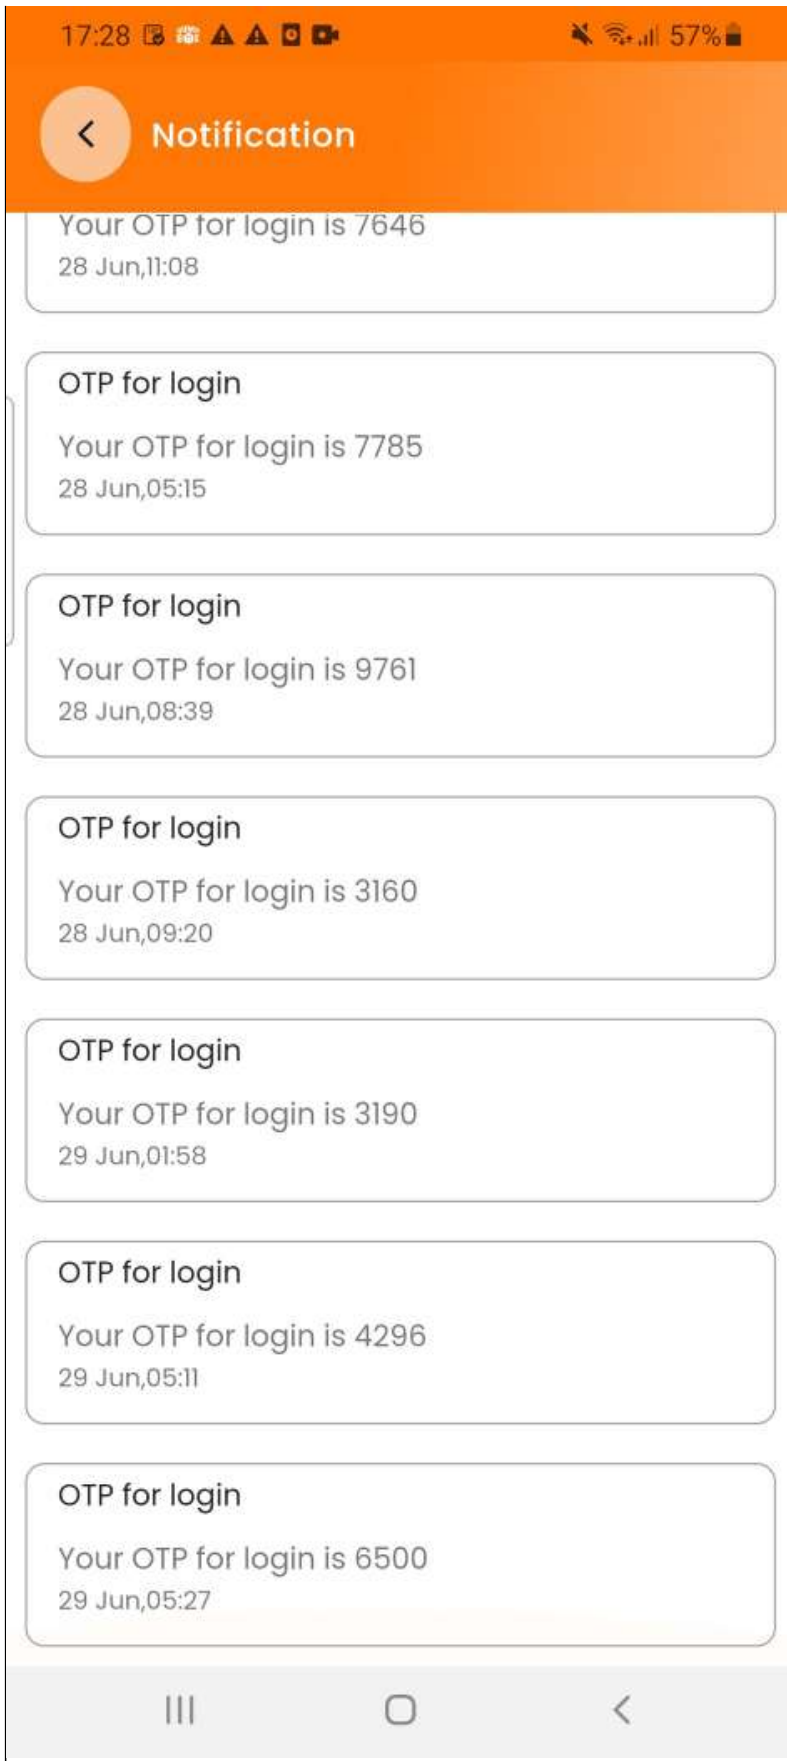 17:28 57%
Notification
Your OTP for login is 7646
28 Jun,11:08
OTP for login
Your OTP for login is 7785
28 Jun,05:15
OTP for login
Your OTP for login is 9761
28 Jun,08:39
OTP for login
Your OTP for login is 3160
28 Jun,09:20
OTP for login
Your OTP for login is 3190
29 Jun,01:58
OTP for login
Your OTP for login is 4296
29 Jun,05:11
OTP for login
Your OTP for login is 6500
29 Jun,05:27